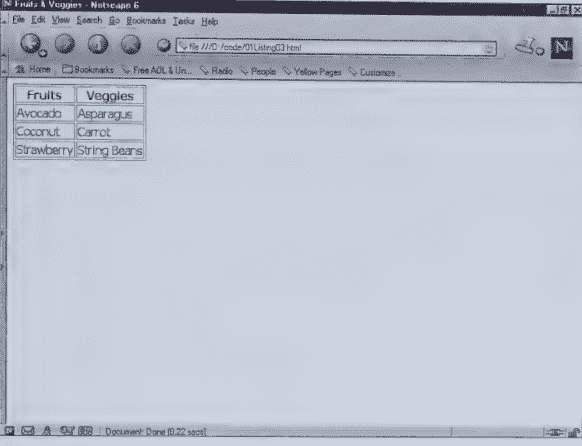 Fruits & Veggies - Netscape 6
File Edit View Search Go Bookmarks Tasks Help
file:///D:/code/01Listing03.html
N
Home Bookmarks Free AOL & Un... Radio People Yellow Pages Customize...
Fruits Veggies
Avocado Asparagus
Coconut Carrot
Strawberry String Beans
Document: Done (0.22 secs)